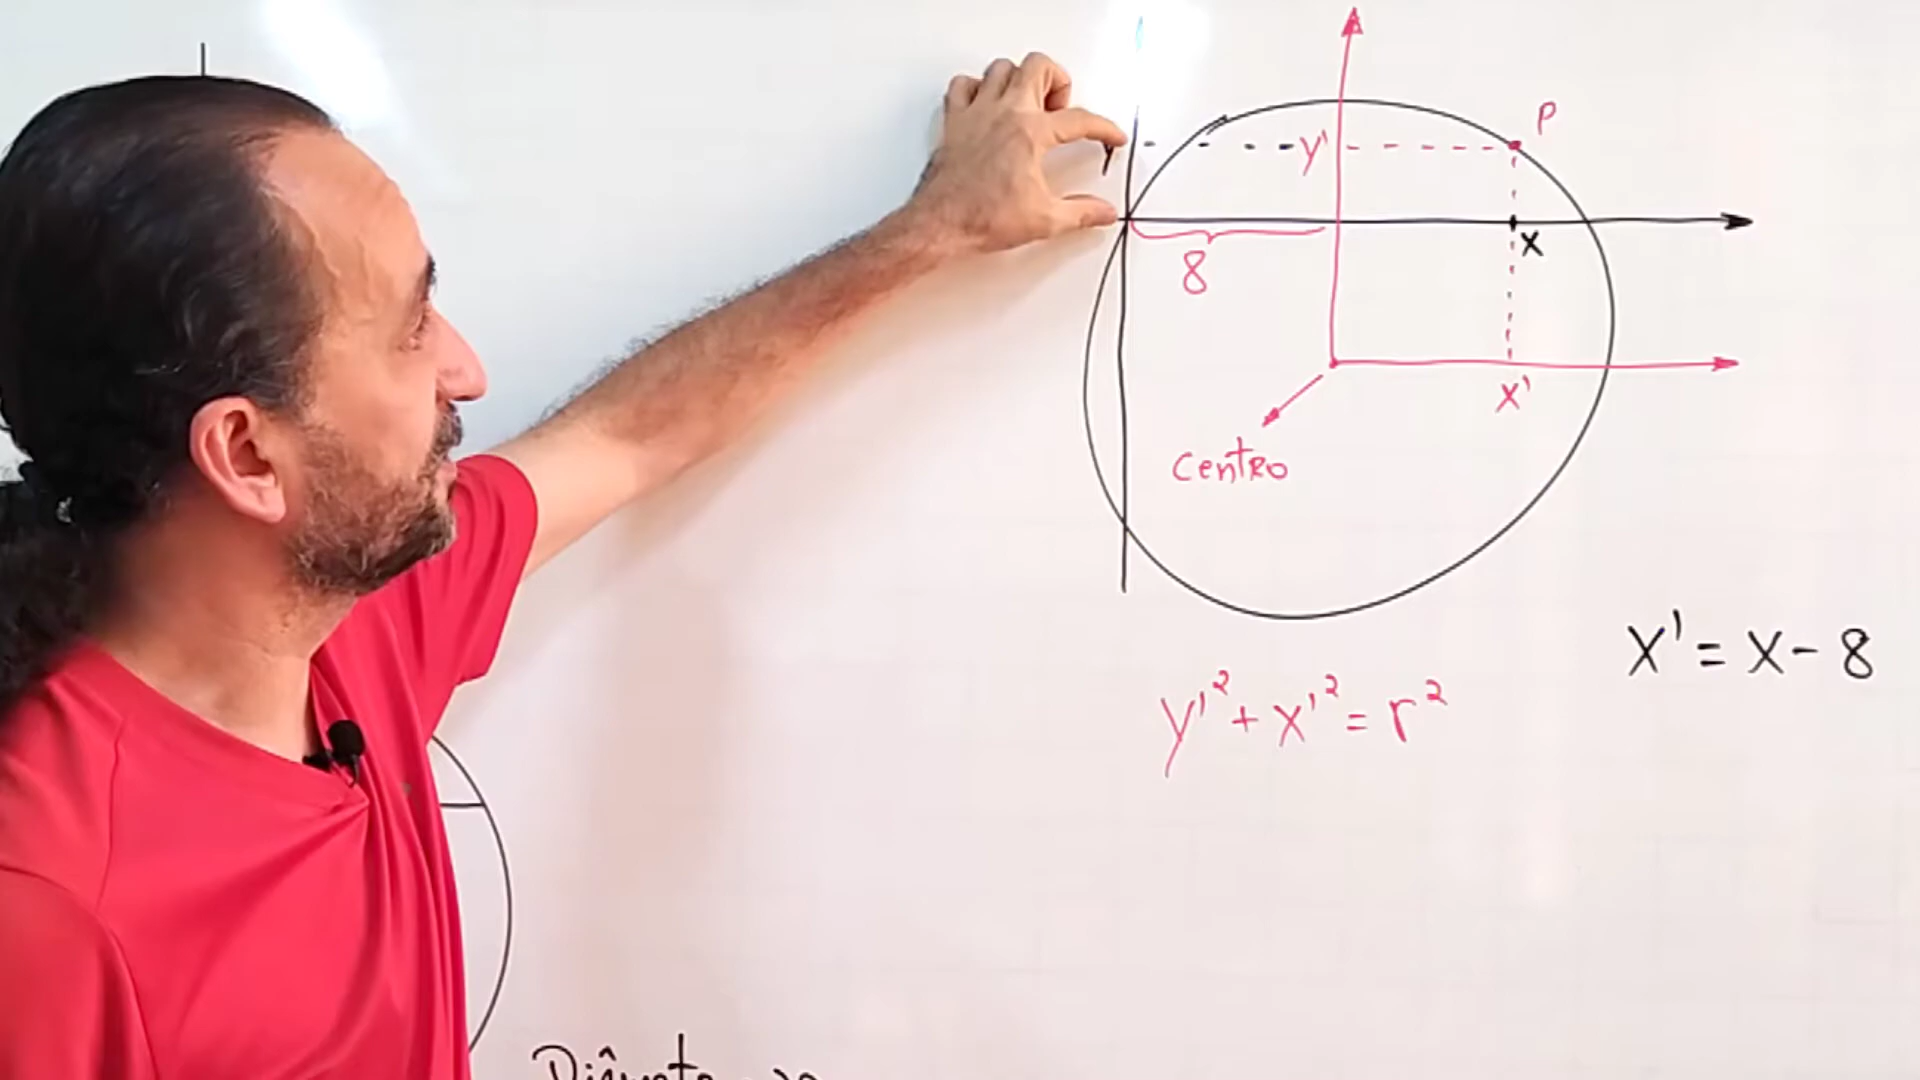 P
Y
y'
x
8
x'
Centro
x' = x - 8
y'² + x'² = r²